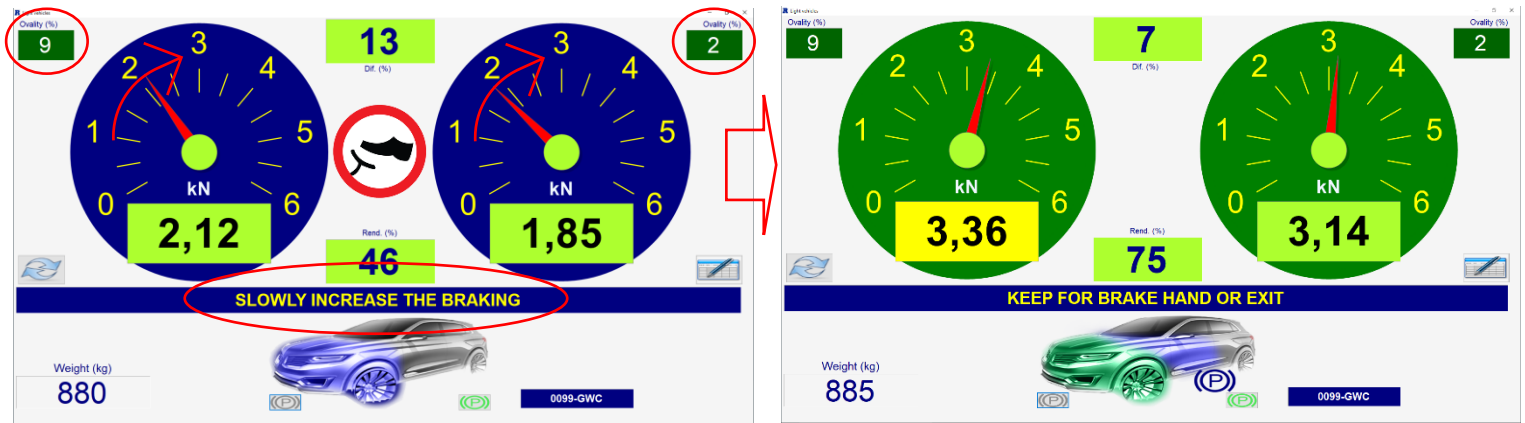 Light vehicles
Ovality (%)
9
13
Dif. (%)
Ovality (%)
2
0
1
2
3
4
5
6
kN
2,12
0
1
2
3
4
5
6
kN
1,85
Rend. (%)
46
SLOWLY INCREASE THE BRAKING
Weight (kg)
880
(P)
(P)
0099-GWC
Light vehicles
Ovality (%)
9
7
Dif. (%)
Ovality (%)
2
0
1
2
3
4
5
6
kN
3,36
0
1
2
3
4
5
6
kN
3,14
Rend. (%)
75
KEEP FOR BRAKE HAND OR EXIT
Weight (kg)
885
(P)
(P)
(P)
0099-GWC